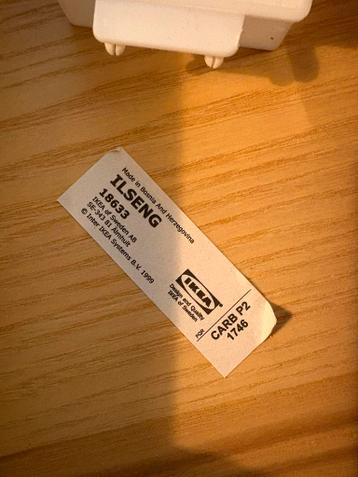 Made in Bosma And Herzegovina
ILSENG
18633
IKEA of Sweden AB
SE-343 81 Älmhult
© Inter IKEA Systems B.V. 1999
IKEA
Design and Quality
IKEA of Sweden
FOR
CARB P2
1746